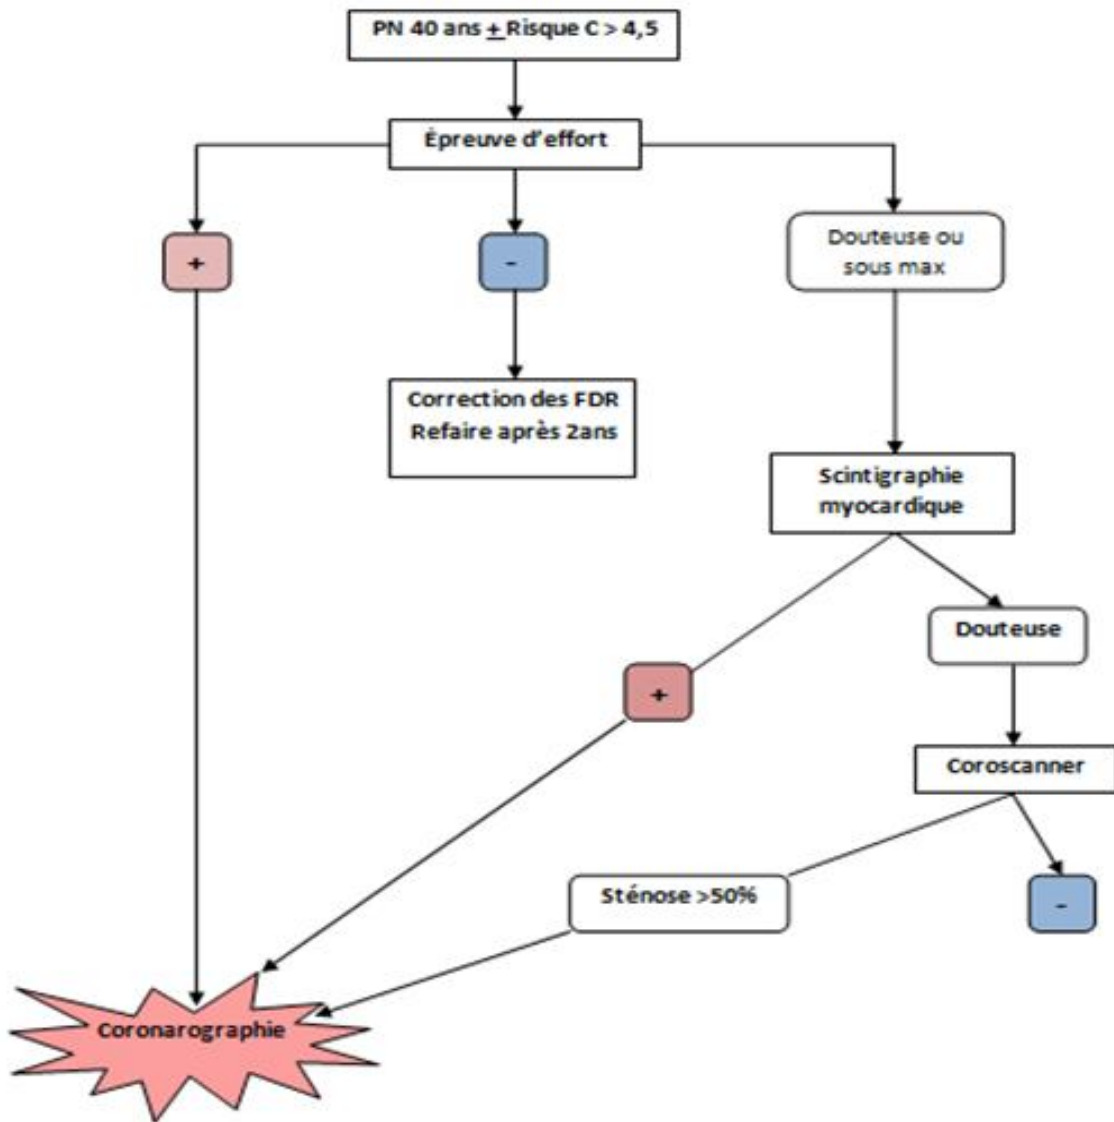 PN 40 ans + Risque C > 4,5
Épreuve d'effort
+
-
Douteuse ou
sous max
Correction des FDR
Refaire après 2ans
Scintigraphie
myocardique
Douteuse
+
Coroscanner
Sténose >50%
-
Coronarographie